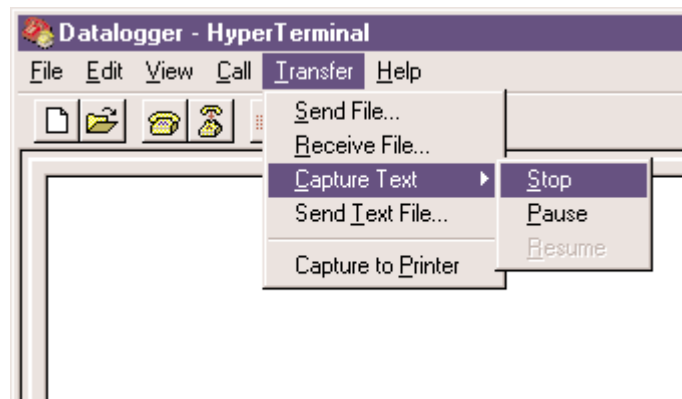 Datalogger - HyperTerminal
File Edit View Call Transfer Help
Send File...
Receive File...
Capture Text
Send Text File...
Capture to Printer
Stop
Pause
Resume